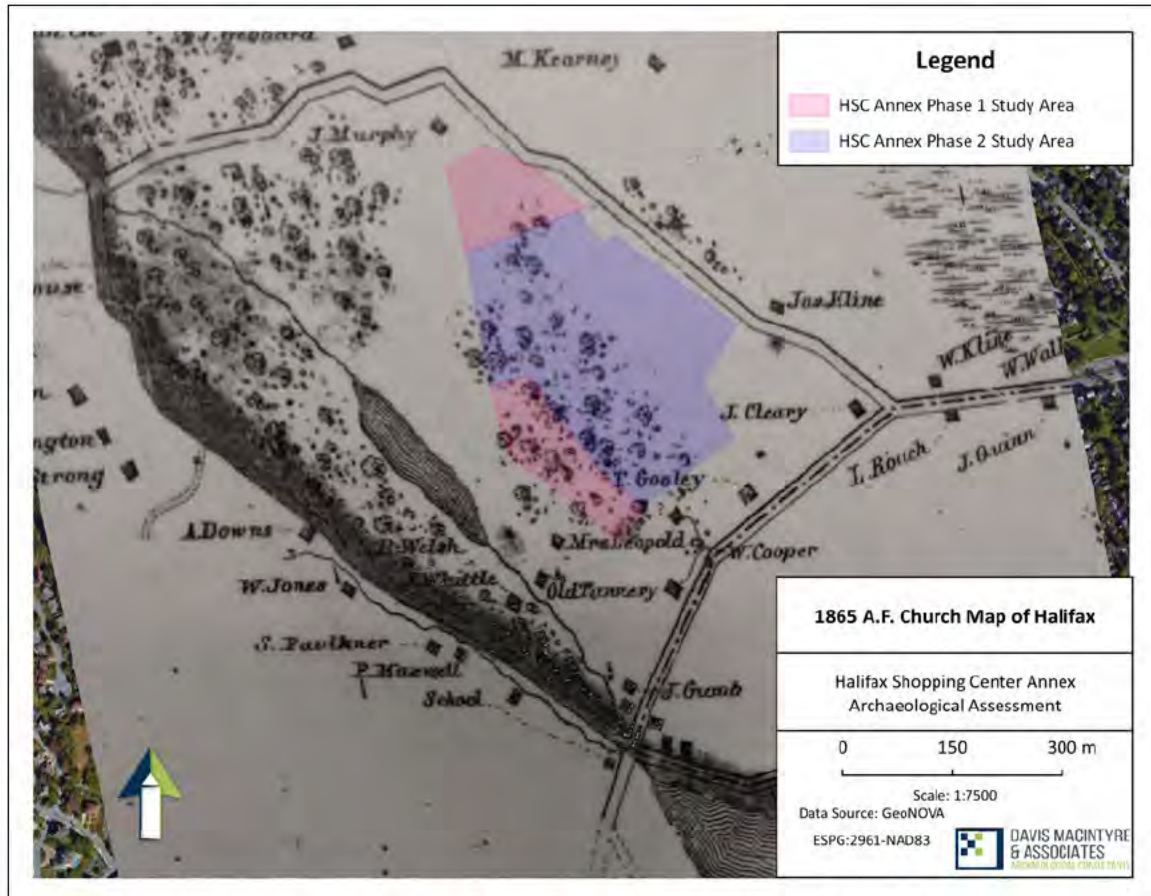 M. Kearney
J. Murphy
Jas Kline
W. Kline
W. Wall
J. Cleary
L. Rouch
J. Quinn
T. Gooley
Mrs Leopold
W. Cooper
Old Tannery
Strong
A. Downs
Welsh
Whittle
W. Jones
S. Faulkner
P. Maxwell
School
Legend
HSC Annex Phase 1 Study Area
HSC Annex Phase 2 Study Area
1865 A.F. Church Map of Halifax
Halifax Shopping Center Annex
Archaeological Assessment
0 150 300 m
Scale: 1:7500
Data Source: GeoNOVA
ESPG:2961-NAD83
DAVIS MACINTYRE
& ASSOCIATES